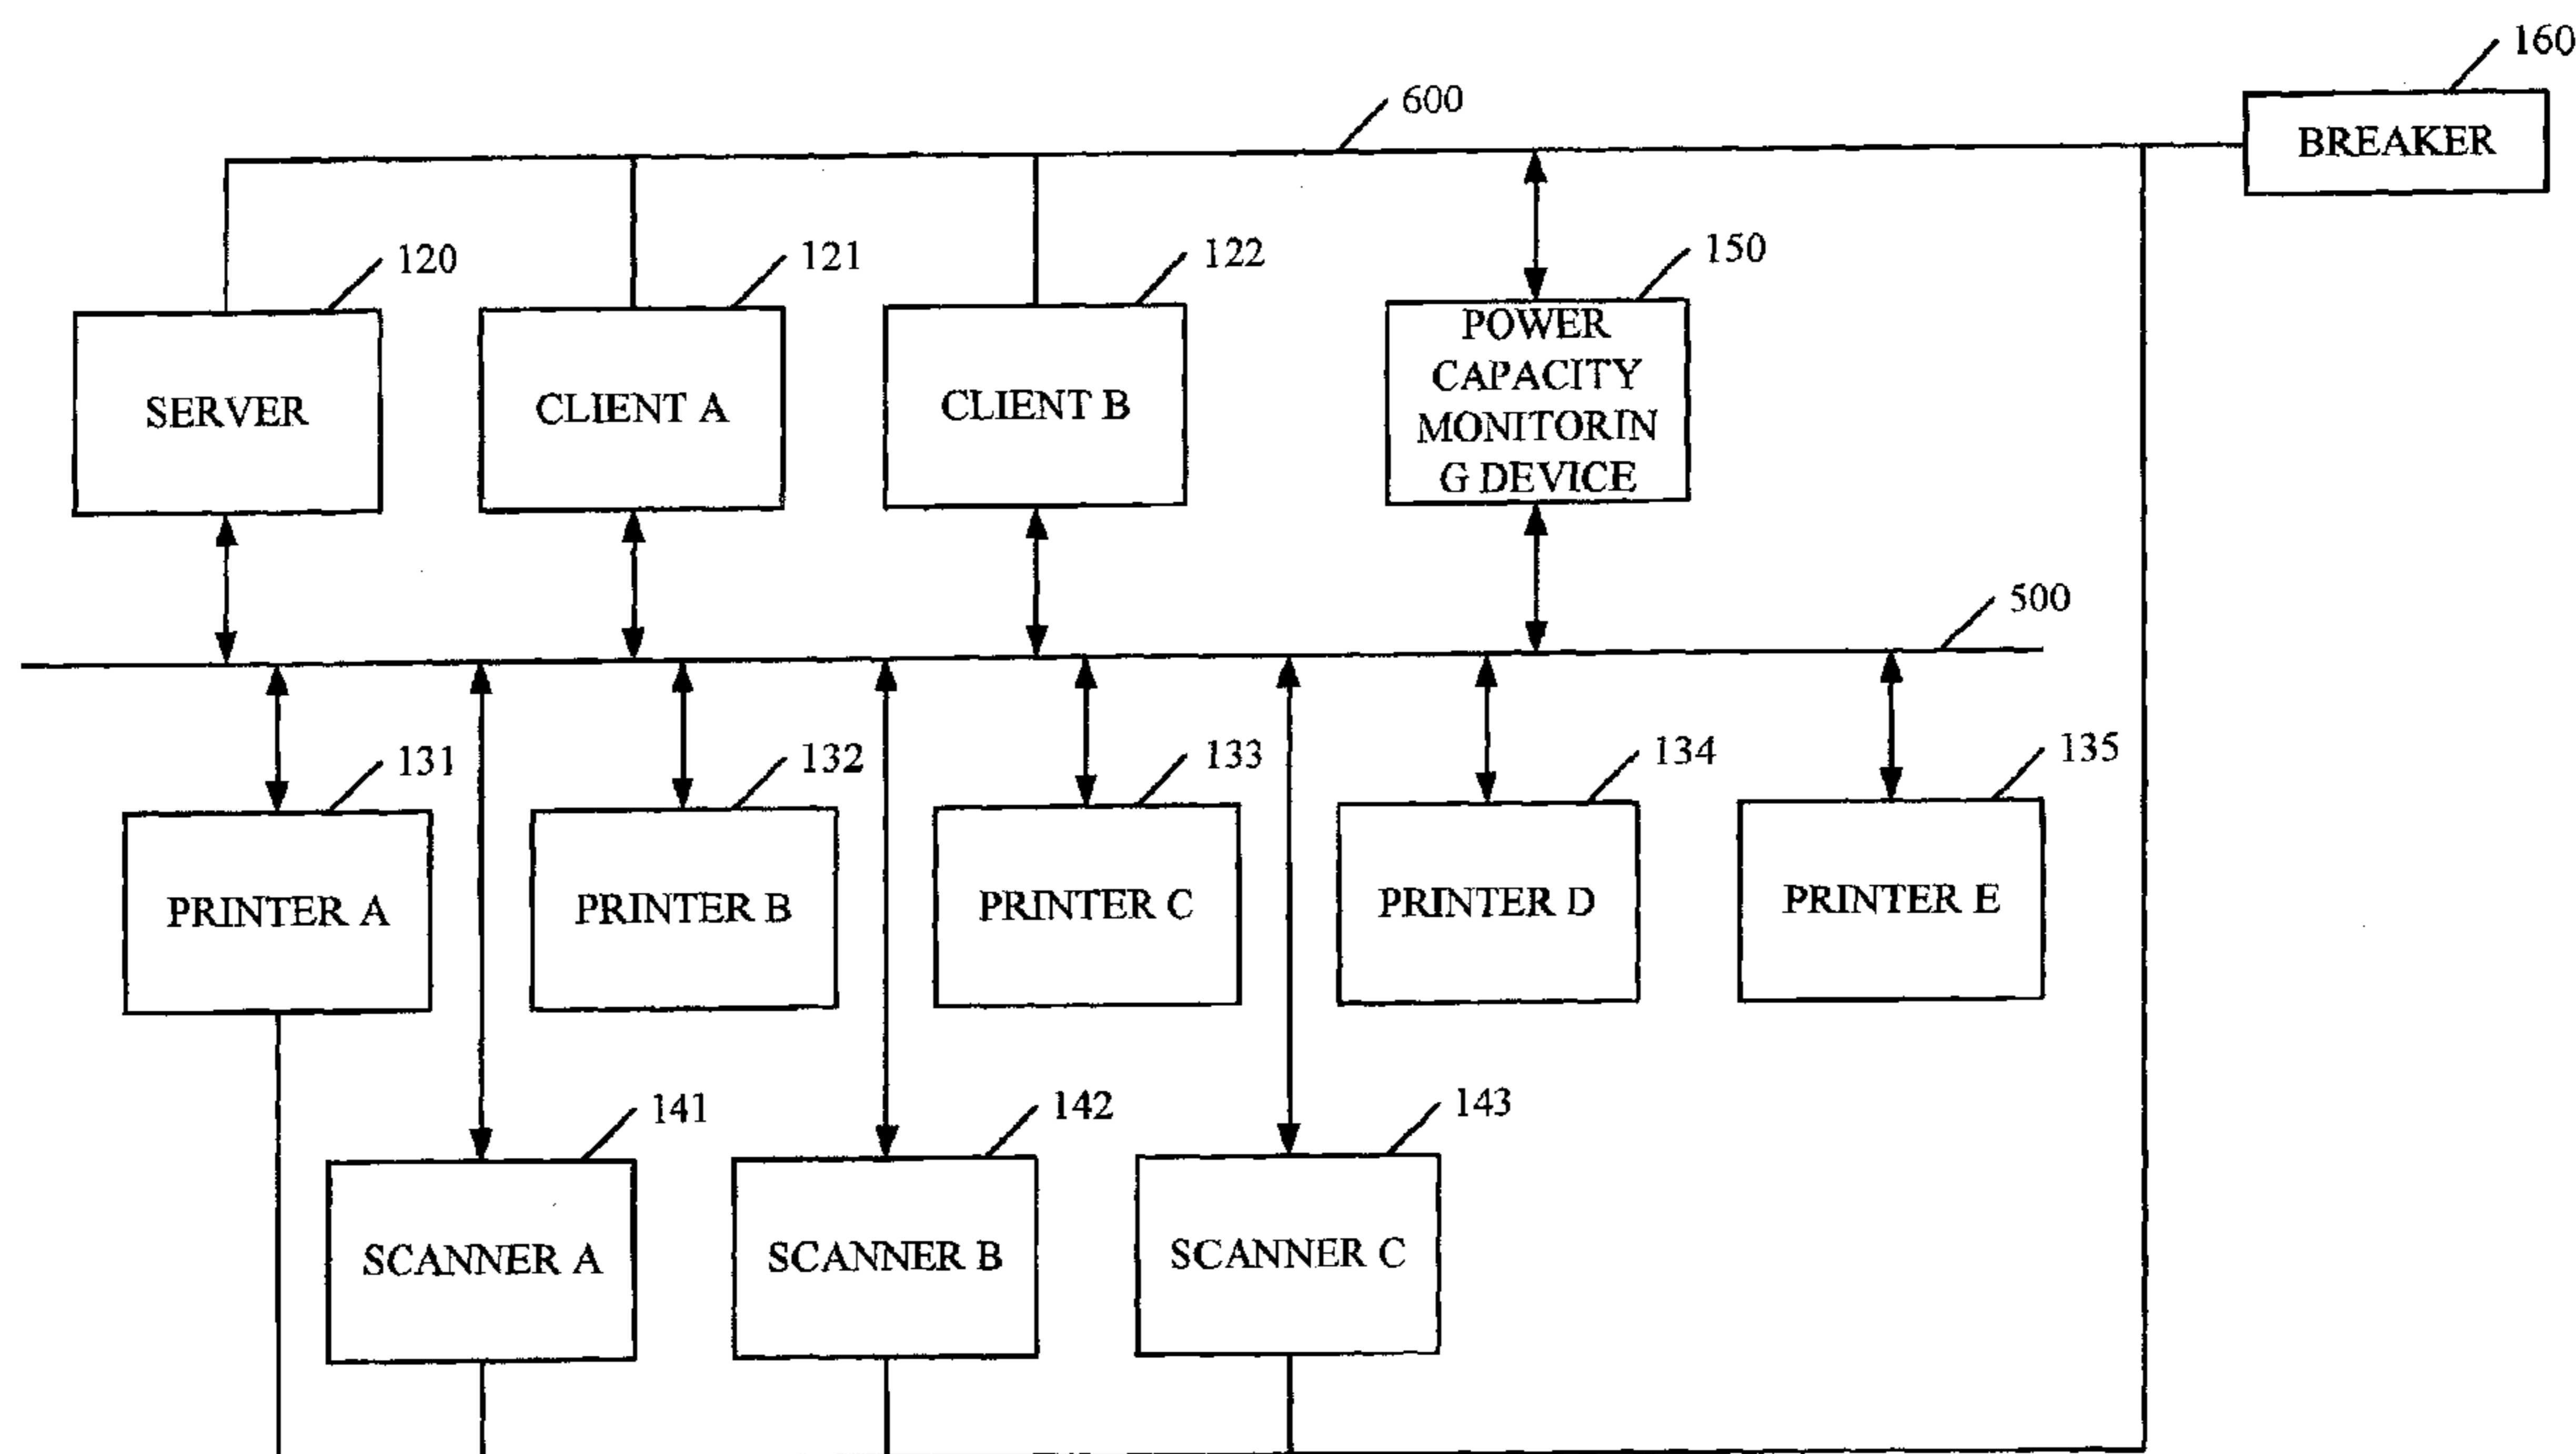 160
BREAKER
600
120
121
122
150
SERVER
CLIENT A
CLIENT B
POWER
CAPACITY
MONITORIN
G DEVICE
500
131
132
133
134
135
PRINTER A
PRINTER B
PRINTER C
PRINTER D
PRINTER E
141
142
143
SCANNER A
SCANNER B
SCANNER C